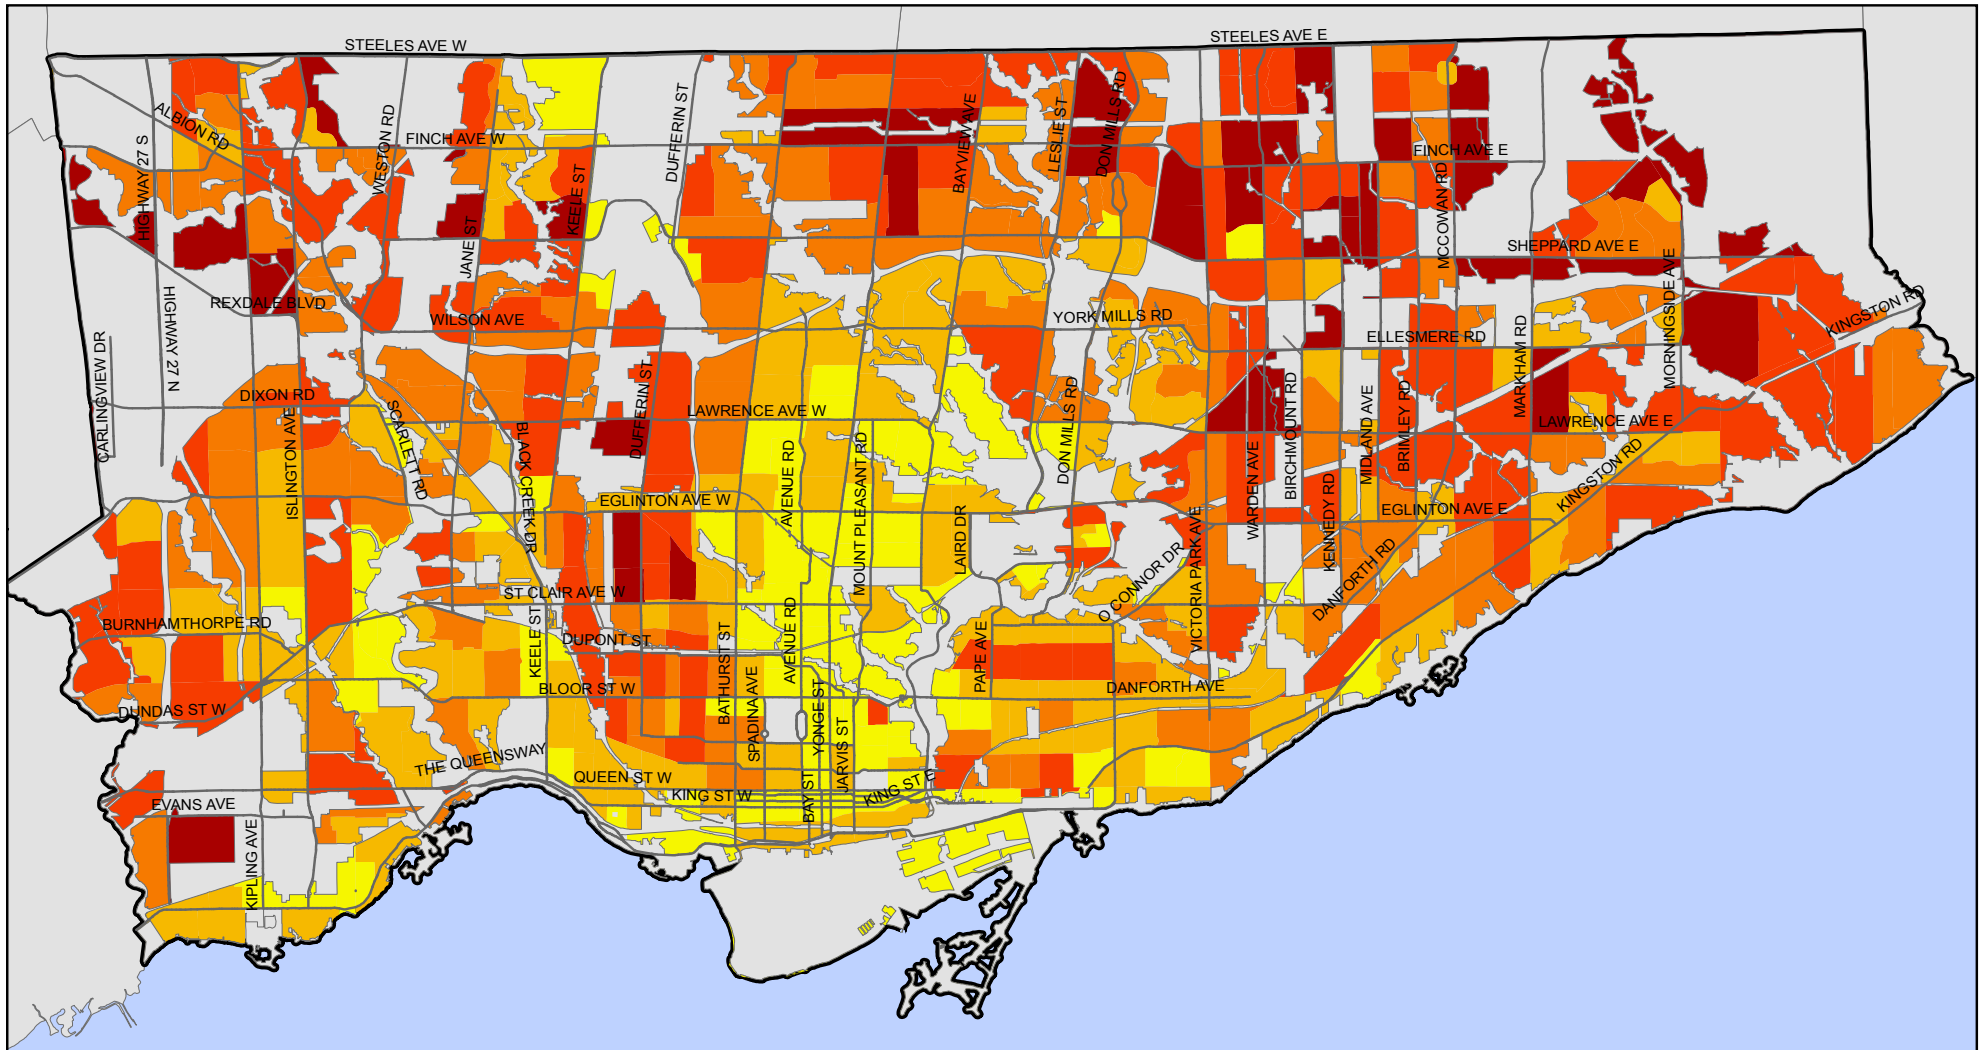 STEELES AVE W
STEELES AVE E
ALBION RD
FINCH AVE W
FINCH AVE E
HIGHWAY 27 S
WESTON RD
DUFFERIN ST
BAYVIEW AVE
LESLIE ST
DON MILLS RD
KEELE ST
JANE ST
MCCOWAN RD
SHEPPARD AVE E
MORNINGSIDE AVE
REXDALE BLVD
HIGHWAY 27 N
WILSON AVE
YORK MILLS RD
ELLESMERE RD
KINGSTON RD
CARLINGVIEW DR
DIXON RD
SCARLETT RD
DUFFERIN ST
LAWRENCE AVE W
LAWRENCE AVE E
MARKHAM RD
ISLINGTON AVE
BLACK CREEK DR
AVENUE RD
MOUNT PLEASANT RD
DON MILLS RD
WARDEN AVE
BIRCHMOUNT RD
MIDLAND AVE
BRIMLEY RD
KINGSTON RD
EGLINTON AVE W
EGLINTON AVE E
LAIRD DR
O CONNOR DR
VICTORIA PARK AVE
KENNEDY RD
DANFORTH RD
ST CLAIR AVE W
BURNHAMTHORPE RD
KEELE ST
DUPONT ST
BATHURST ST
AVENUE RD
PAPE AVE
BLOOR ST W
DANFORTH AVE
DUNDAS ST W
SPADINA AVE
YONGE ST
JARVIS ST
THE QUEENSWAY
QUEEN ST W
KING ST W
BAY ST
KING ST E
EVANS AVE
KIPLING AVE